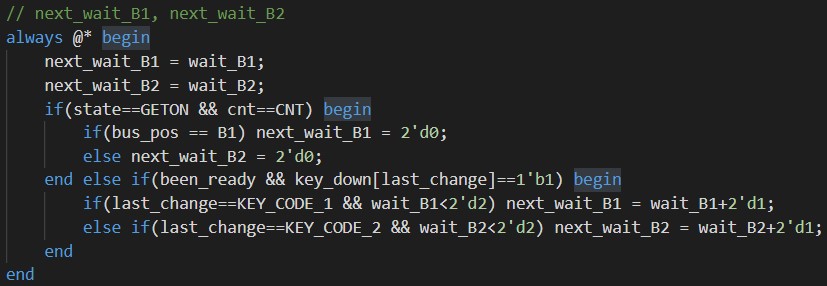 // next_wait_B1, next_wait_B2
always @* begin
    next_wait_B1 = wait_B1;
    next_wait_B2 = wait_B2;
    if(state==GETON && cnt==CNT) begin
        if(bus_pos == B1) next_wait_B1 = 2'd0;
        else next_wait_B2 = 2'd0;
    end else if(been_ready && key_down[last_change]==1'b1) begin
        if(last_change==KEY_CODE_1 && wait_B1<2'd2) next_wait_B1 = wait_B1+2'd1;
        else if(last_change==KEY_CODE_2 && wait_B2<2'd2) next_wait_B2 = wait_B2+2'd1;
    end
end